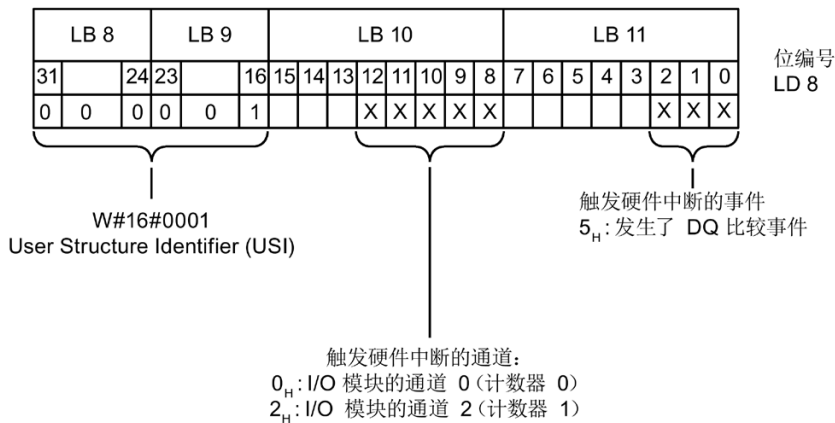 LB 8 LB 9 LB 10 LB 11
31 24 23 16 15 14 13 12 11 10 9 8 7 6 5 4 3 2 1 0
位编号
LD 8
0 0 0 0 0 1 X X X X X X X X
W#16#0001
User Structure Identifier (USI)
触发硬件中断的事件
5H:发生了 DQ 比较事件
触发硬件中断的通道:
0H:I/O 模块的通道 0(计数器 0)
2H:I/O 模块的通道 2(计数器 1)